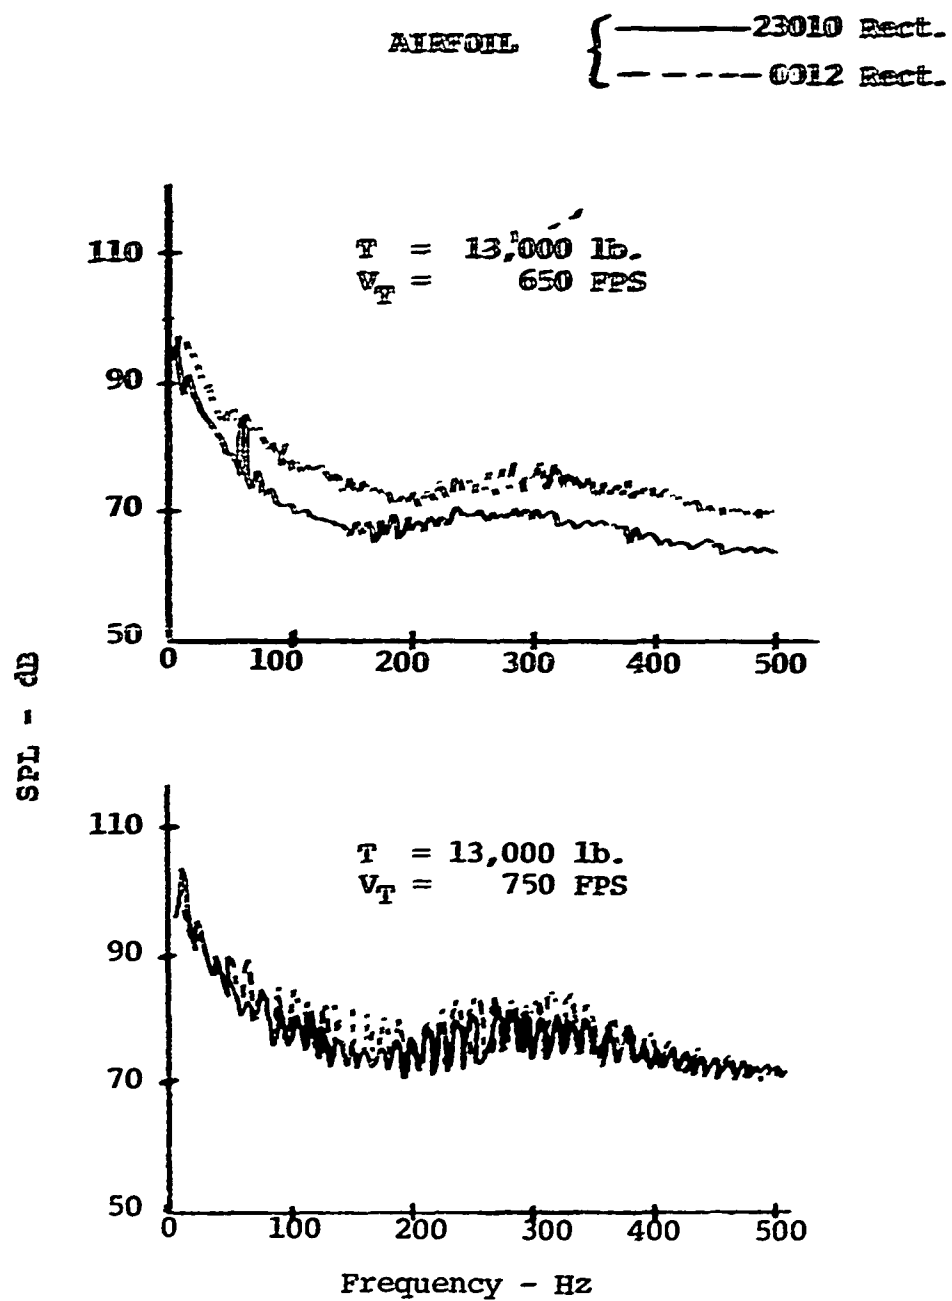 AIRFOIL
23010 Rect.
0012 Rect.
T = 13,000 lb.
V_T = 650 FPS
110
90
70
50
0 100 200 300 400 500
SPL - dB
T = 13,000 lb.
V_T = 750 FPS
110
90
70
50
0 100 200 300 400 500
Frequency - Hz